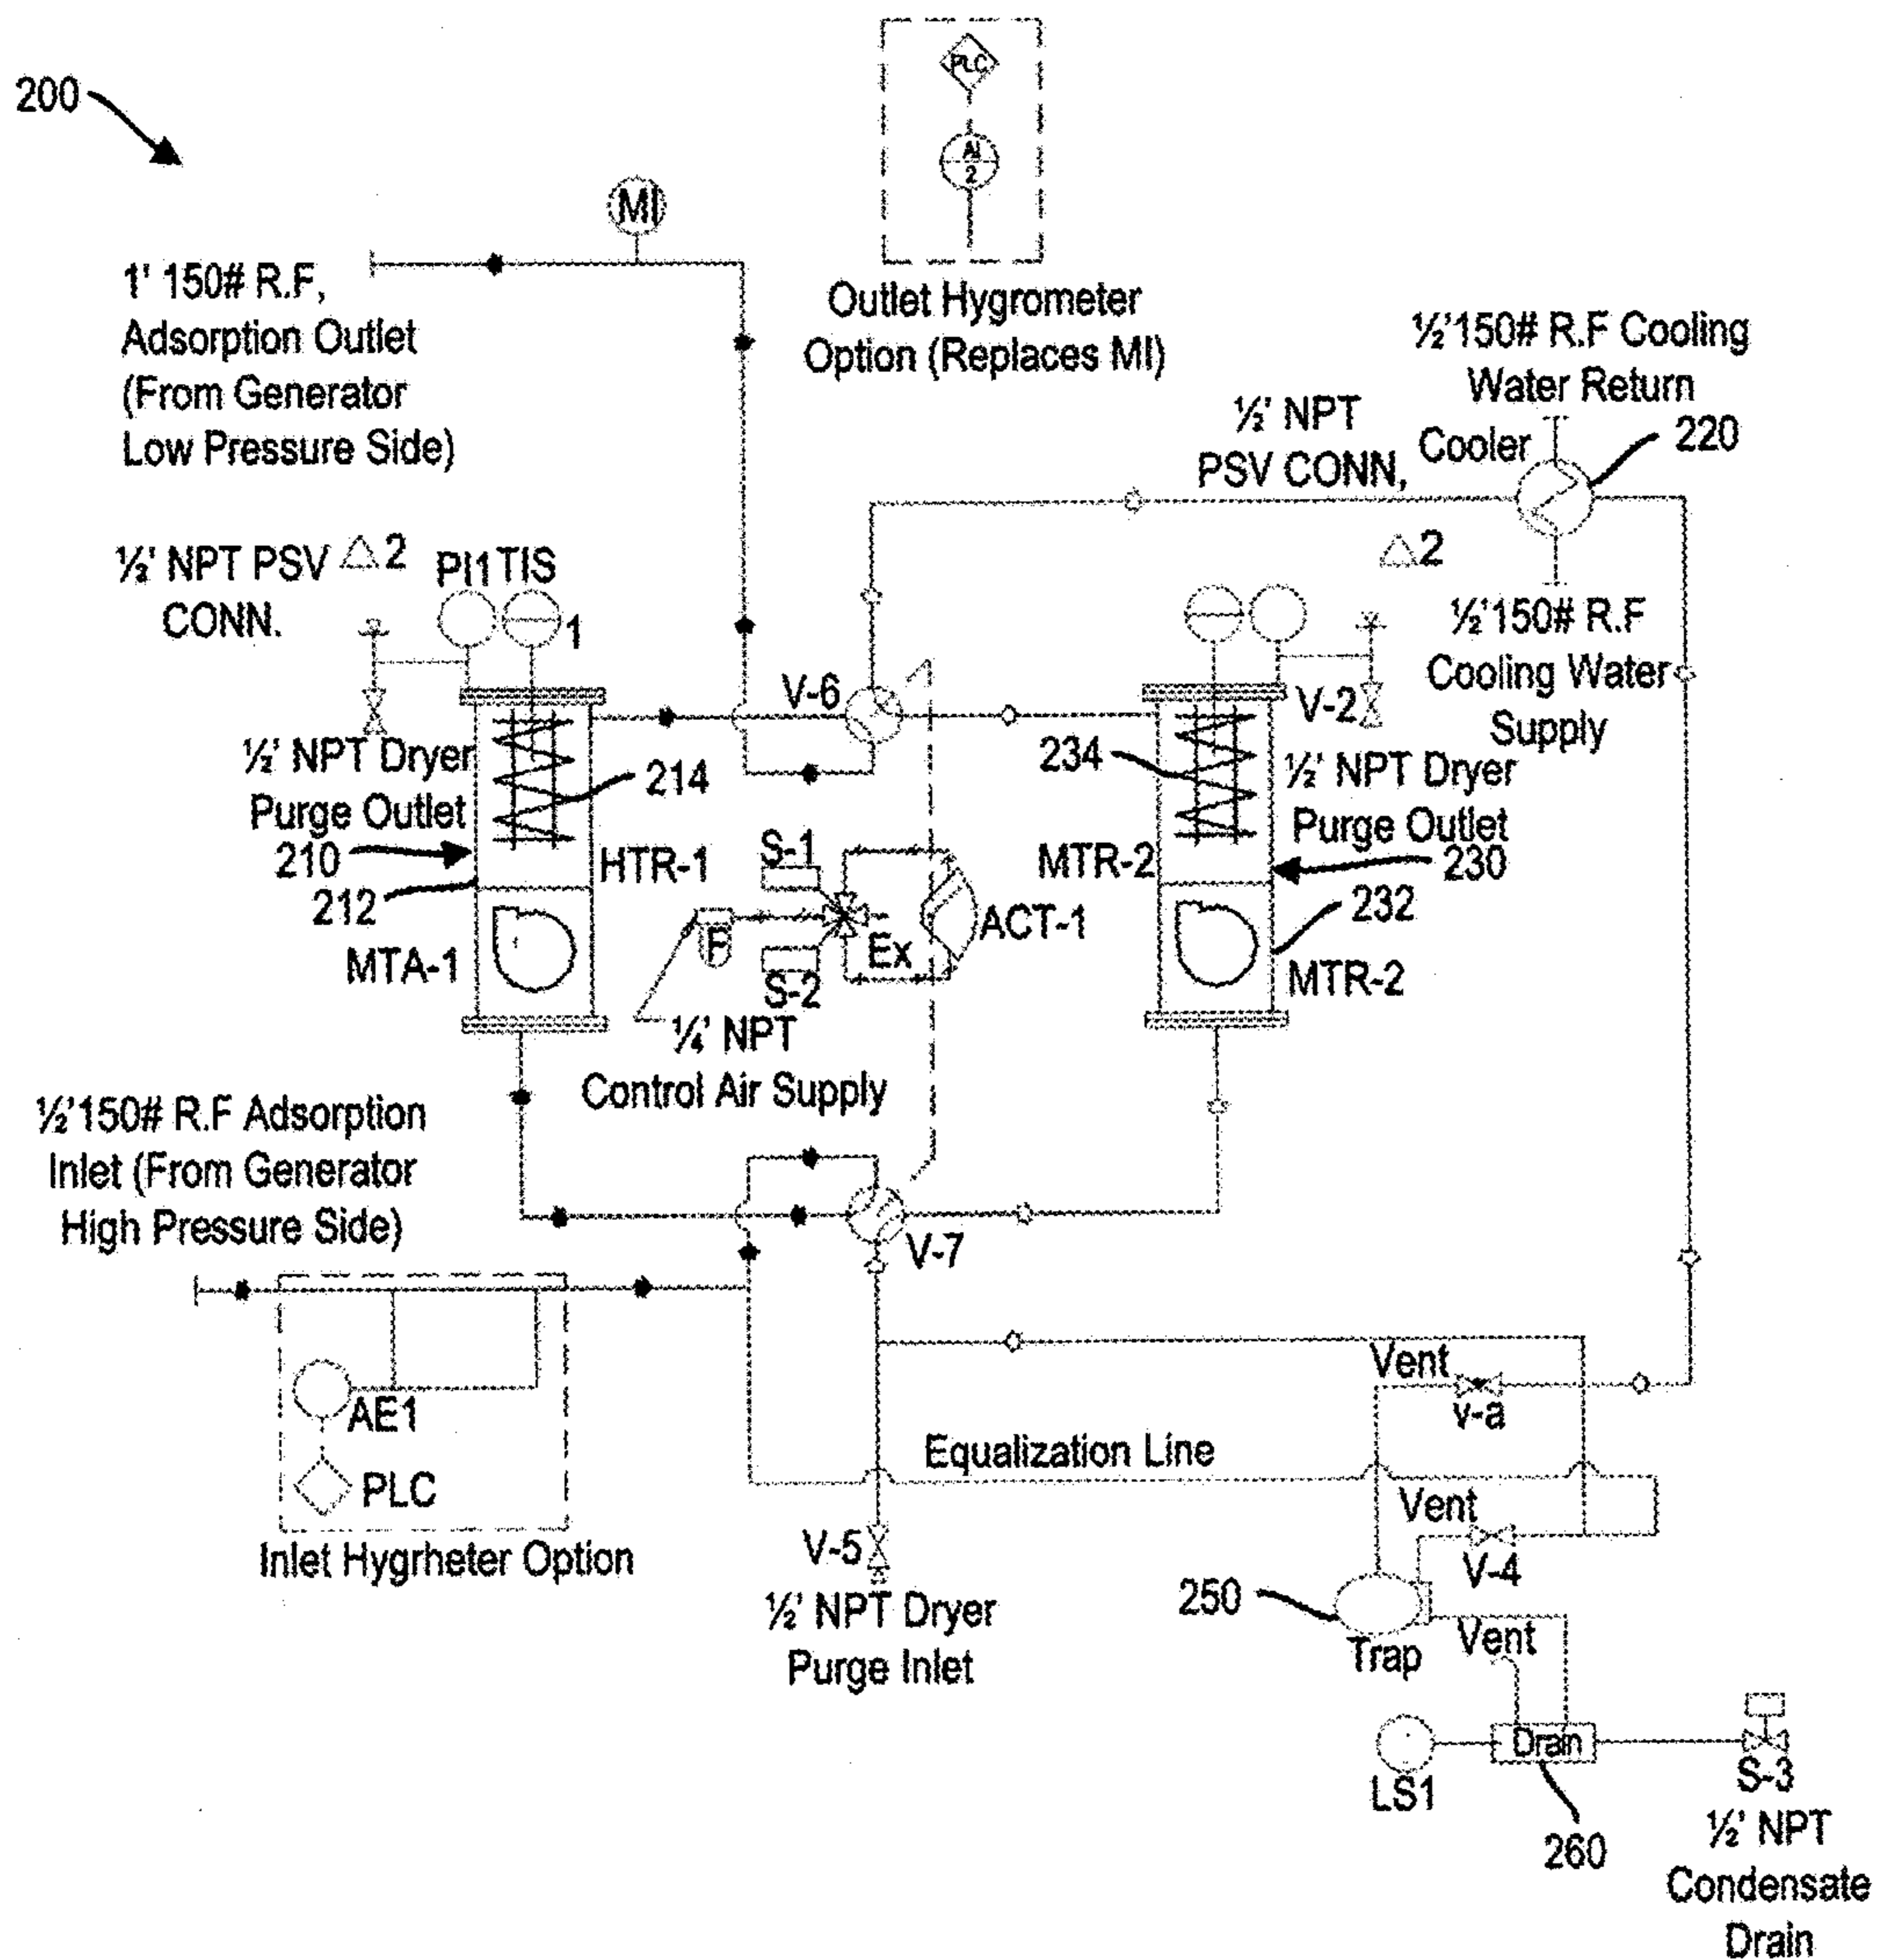 200
PLC
AI
2
MI
1' 150# R.F,
Adsorption Outlet
(From Generator
Low Pressure Side)
Outlet Hygrometer
Option (Replaces MI)
½'150# R.F Cooling
Water Return
½' NPT
PSV CONN,
Cooler
220
½' NPT PSV
CONN.
2
PI1
TIS
1
2
½'150# R.F
Cooling Water
Supply
V-6
V-2
½' NPT Dryer
Purge Outlet
210
212
214
HTR-1
MTA-1
S-1
S-2
F
Ex
ACT-1
¼' NPT
Control Air Supply
234
½' NPT Dryer
Purge Outlet
MTR-2
230
232
MTR-2
½'150# R.F Adsorption
Inlet (From Generator
High Pressure Side)
V-7
AE1
PLC
Inlet Hygrheter Option
Vent
v-a
Equalization Line
Vent
V-4
V-5
½' NPT Dryer
Purge Inlet
250
Trap
Vent
LS1
Drain
260
S-3
½' NPT
Condensate
Drain